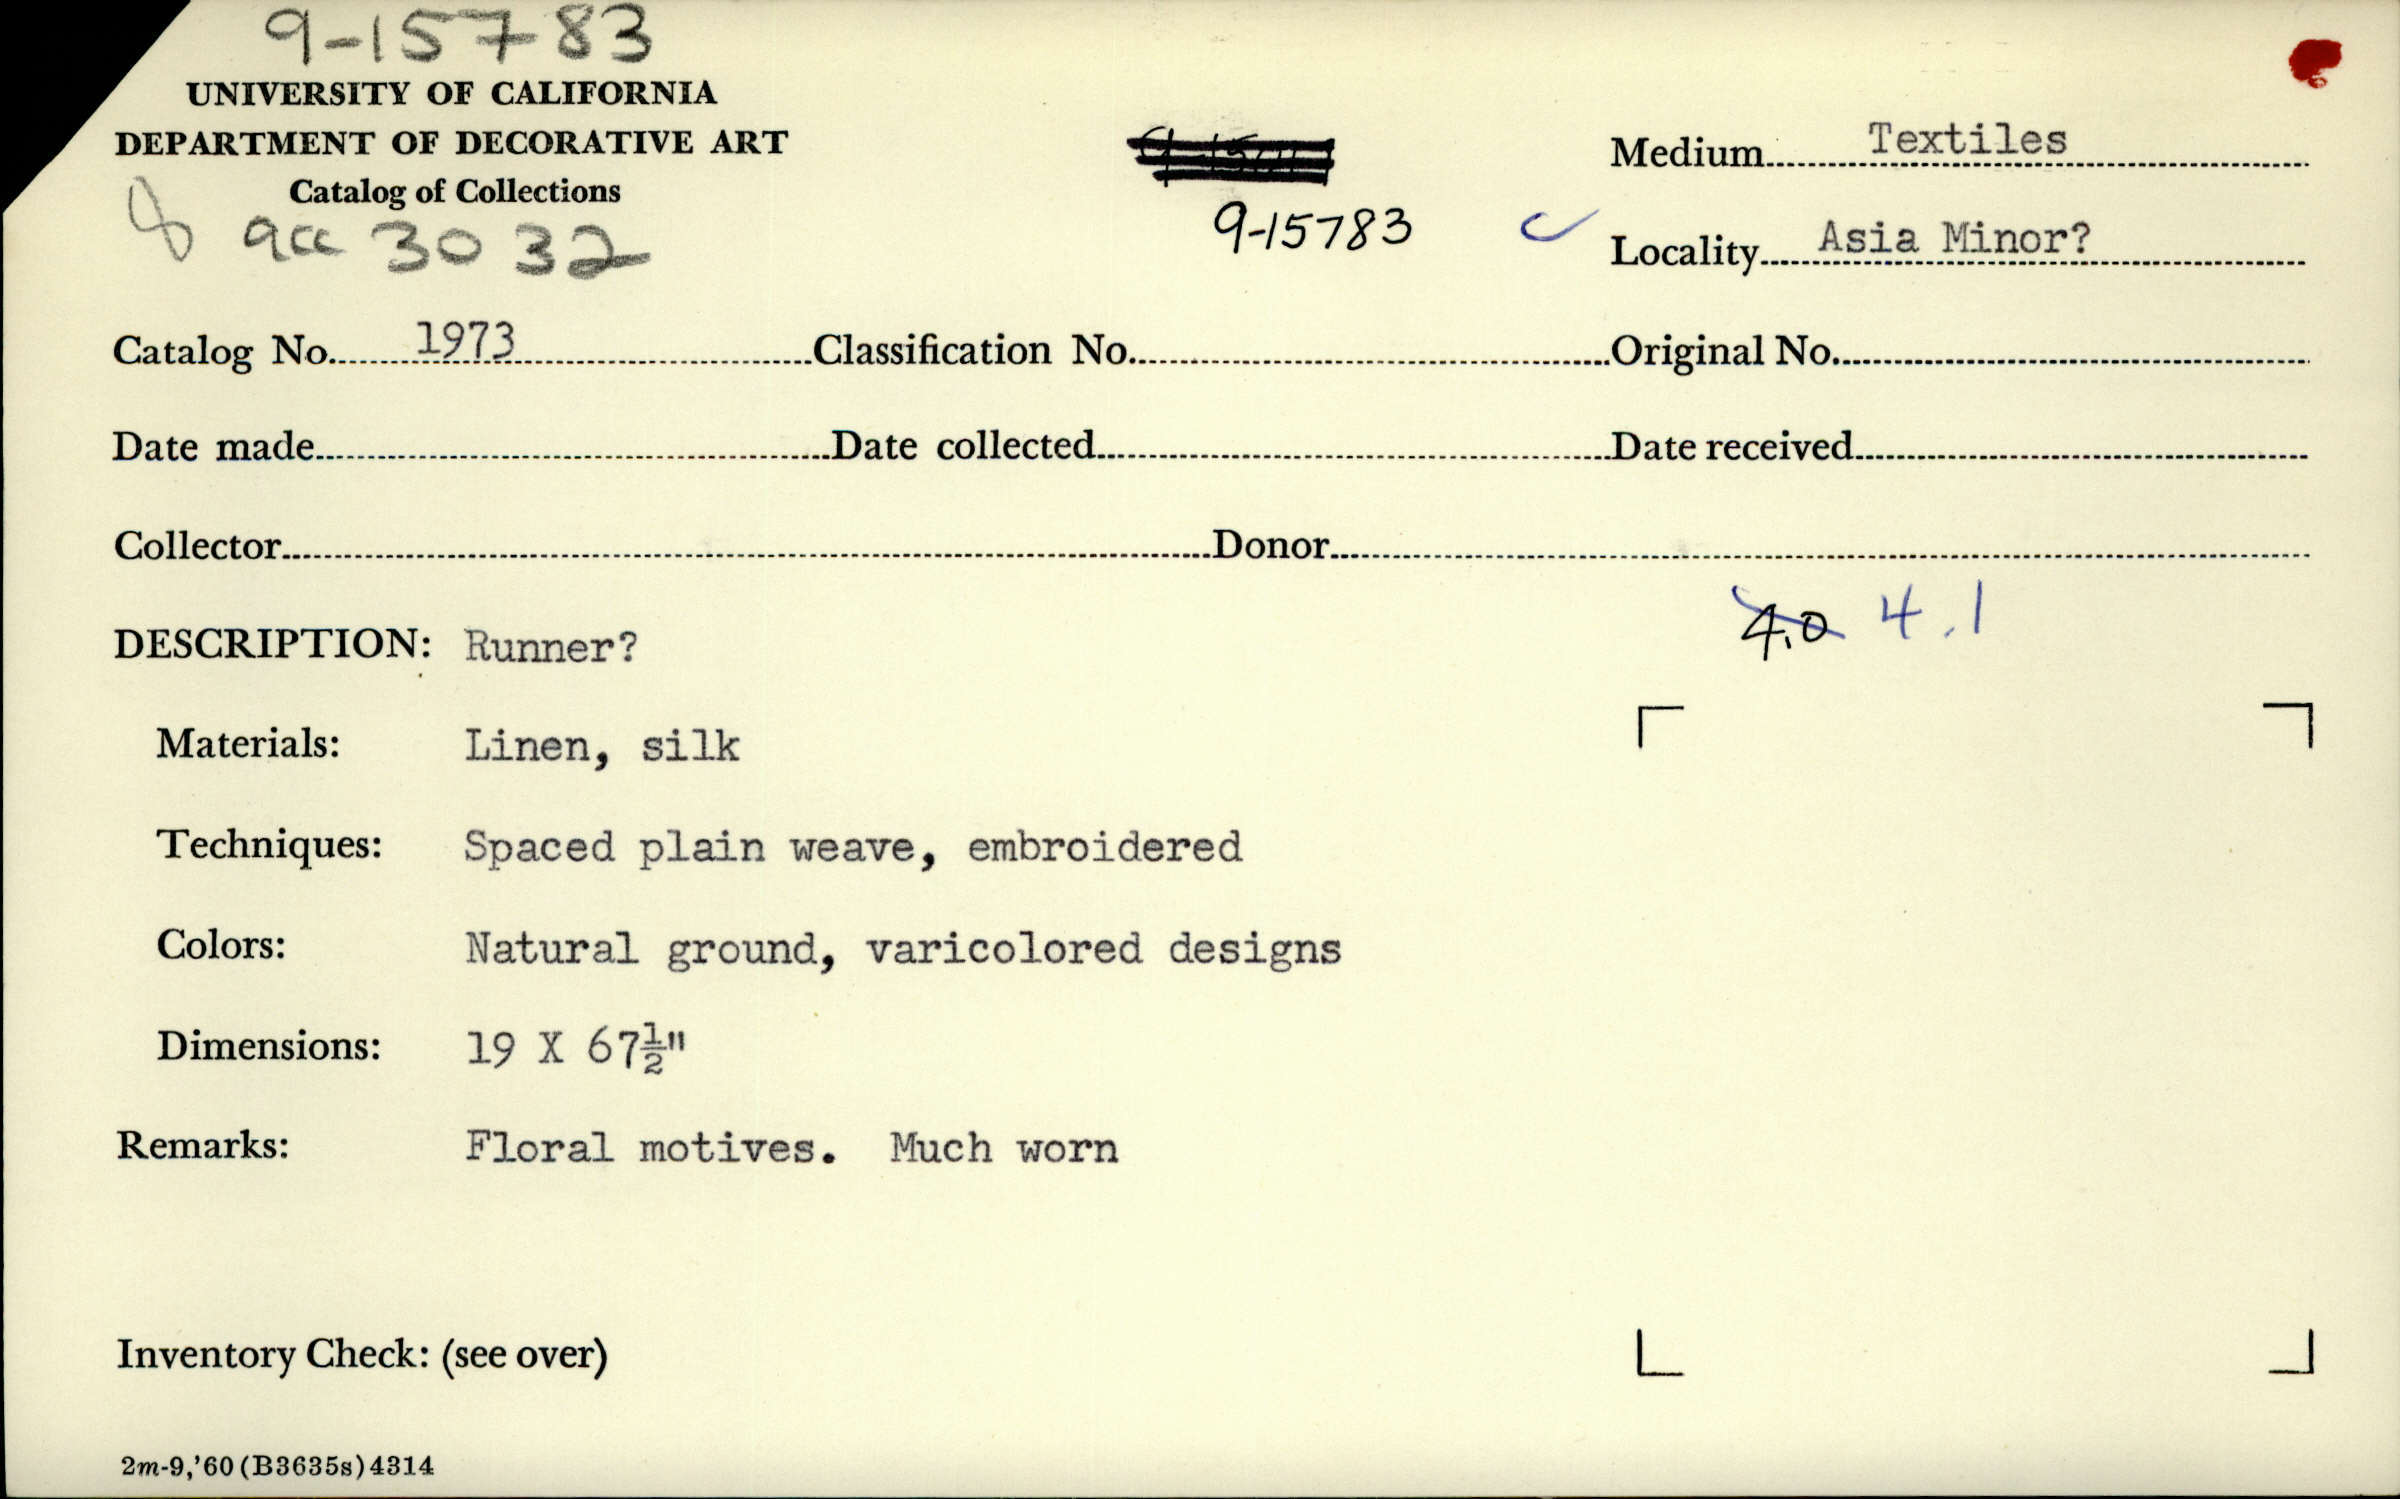 9-15783
UNIVERSITY OF CALIFORNIA
DEPARTMENT OF DECORATIVE ART
Catalog of Collections
acc 3032
9-15783
Medium Textiles
Locality Asia Minor?
Catalog No. 1973 Classification No. Original No.
Date made Date collected Date received
Collector Donor
4.0 4.1
DESCRIPTION: Runner?
Materials: Linen, silk
Techniques: Spaced plain weave, embroidered
Colors: Natural ground, varicolored designs
Dimensions: 19 X 67½"
Remarks: Floral motives. Much worn
Inventory Check: (see over)
2m-9,'60(B3635s)4314